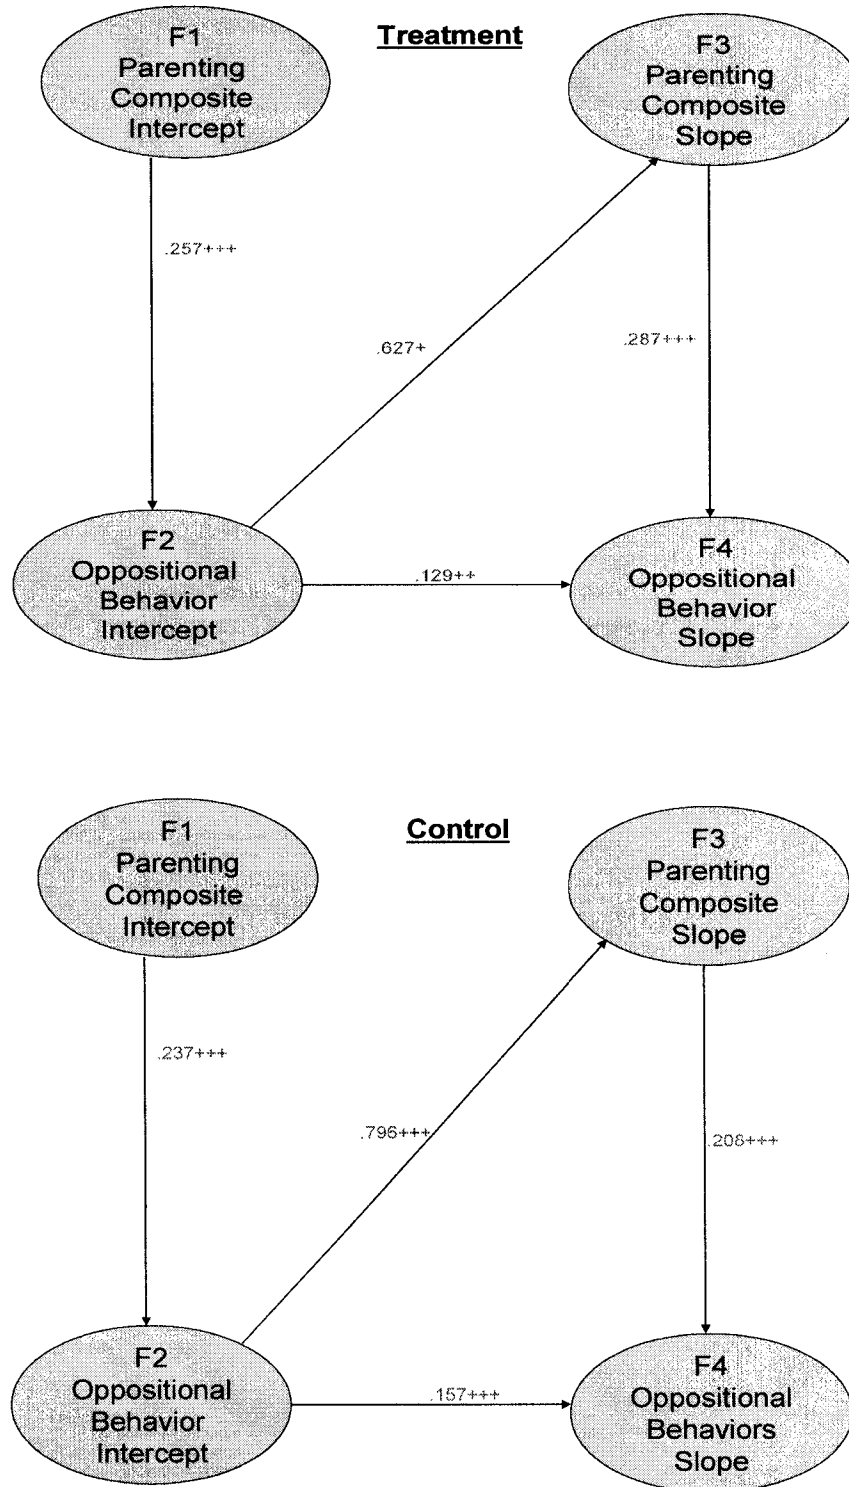 Treatment
F1
Parenting
Composite
Intercept
F3
Parenting
Composite
Slope
.257+++
.627+
.287+++
F2
Oppositional
Behavior
Intercept
.129++
F4
Oppositional
Behavior
Slope
Control
F1
Parenting
Composite
Intercept
F3
Parenting
Composite
Slope
.237+++
.796+++
.208+++
F2
Oppositional
Behavior
Intercept
.157+++
F4
Oppositional
Behaviors
Slope